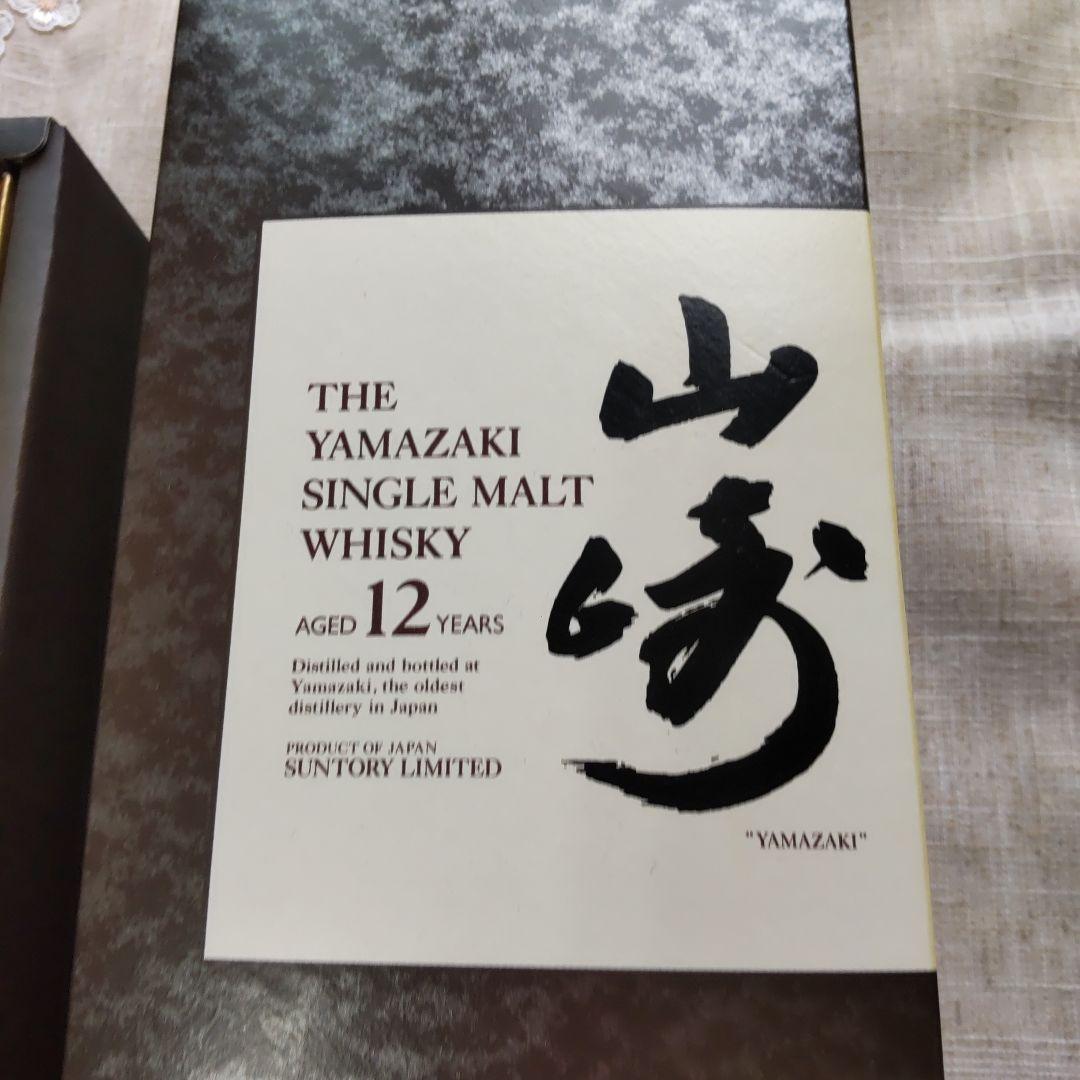 THE
YAMAZAKI
SINGLE MALT
WHISKY
AGED 12 YEARS
Distilled and bottled at
Yamazaki, the oldest
distillery in Japan
PRODUCT OF JAPAN
SUNTORY LIMITED
山崎
"YAMAZAKI"